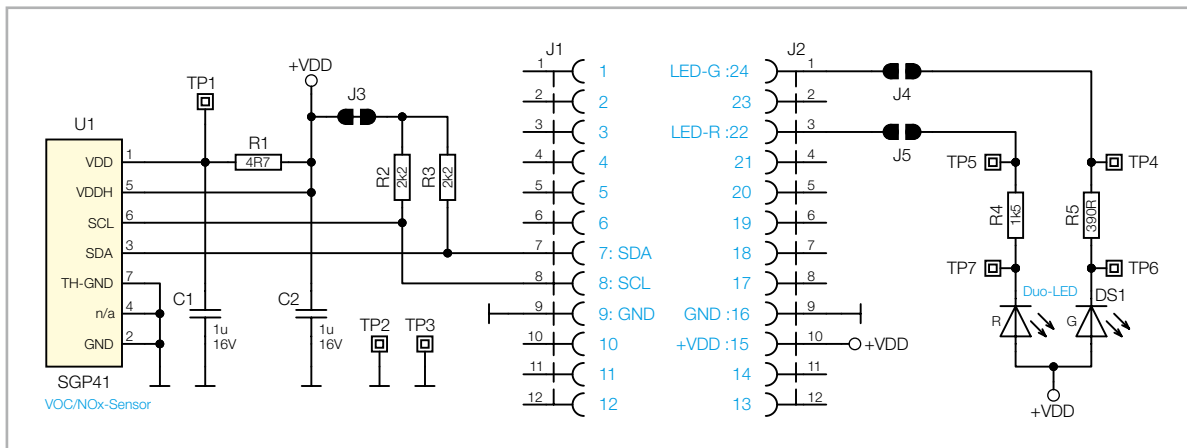 +VDD
TP1
J3
U1
VDD
1
R1
4R7
VDDH
5
SCL
6
SDA
3
TH-GND
7
n/a
4
GND
2
SGP41
VOC/NOx-Sensor
R2
2k2
R3
2k2
C1
1u
16V
C2
1u
16V
TP2
TP3
J1
1 1
2 2
3 3
4 4
5 5
6 6
7 7: SDA
8 8: SCL
9 9: GND
10 10
11 11
12 12
J2
LED-G :24 1
23 2
LED-R :22 3
21 4
20 5
19 6
18 7
17 8
GND :16 9
+VDD :15 10 +VDD
14 11
13 12
J4
J5
TP5
TP4
R4
1k5
R5
390R
TP7
TP6
Duo-LED
DS1
R
G
+VDD